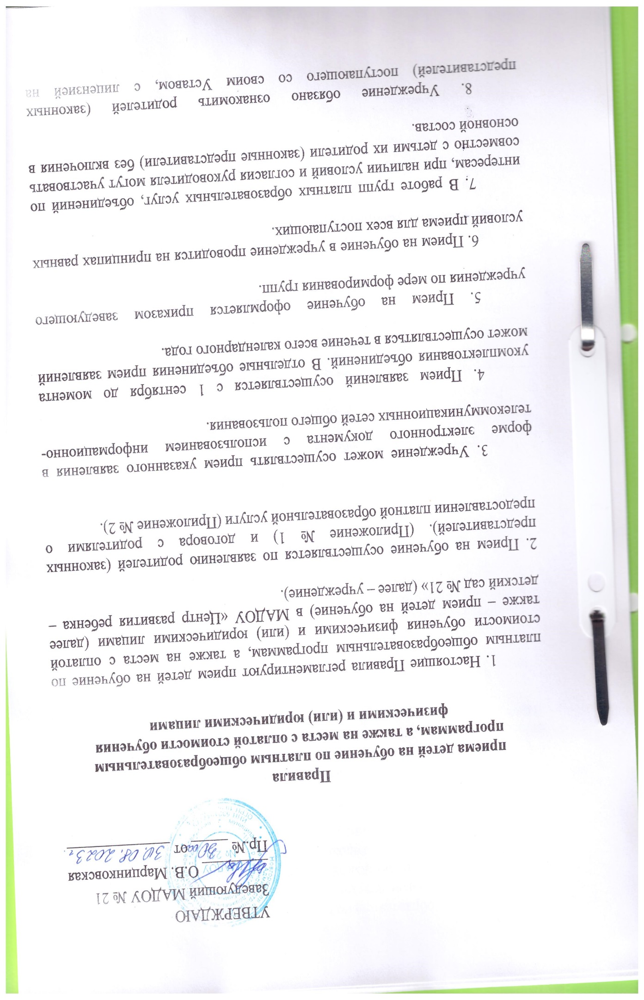 УТВЕРЖДАЮ
Заведующий МАДОУ № 21
О.В. Марцинковская
Пр.№ 30 от 30.08.2023г.
Правила
приема детей на обучение по платным общеобразовательным
программам, а также на места с оплатой стоимости обучения
физическими и (или) юридическими лицами
1. Настоящие Правила регламентируют прием детей на обучение по
платным общеобразовательным программам, а также на места с оплатой
стоимости обучения физическими и (или) юридическими лицами (далее
также – прием детей на обучение) в МАДОУ «Центр развития ребенка –
детский сад № 21» (далее – учреждение).
2. Прием на обучение осуществляется по заявлению родителей (законных
представителей). (Приложение № 1) и договора с родителями о
предоставлении платной образовательной услуги (Приложение № 2).
3. Учреждение может осуществлять прием указанного заявления в
форме электронного документа с использованием информационно-
телекоммуникационных сетей общего пользования.
4. Прием заявлений осуществляется с 1 сентября до момента
укомплектования объединений. В отдельные объединения прием заявлений
может осуществляться в течение всего календарного года.
5. Прием на обучение оформляется приказом заведующего
учреждения по мере формирования групп.
6. Прием на обучение в учреждение проводится на принципах равных
условий приема для всех поступающих.
7. В работе групп платных образовательных услуг, объединений по
интересам, при наличии условий и согласия руководителя могут участвовать
совместно с детьми их родители (законные представители) без включения в
основной состав.
8. Учреждение обязано ознакомить родителей (законных
представителей) поступающего со своим Уставом, с лицензией на